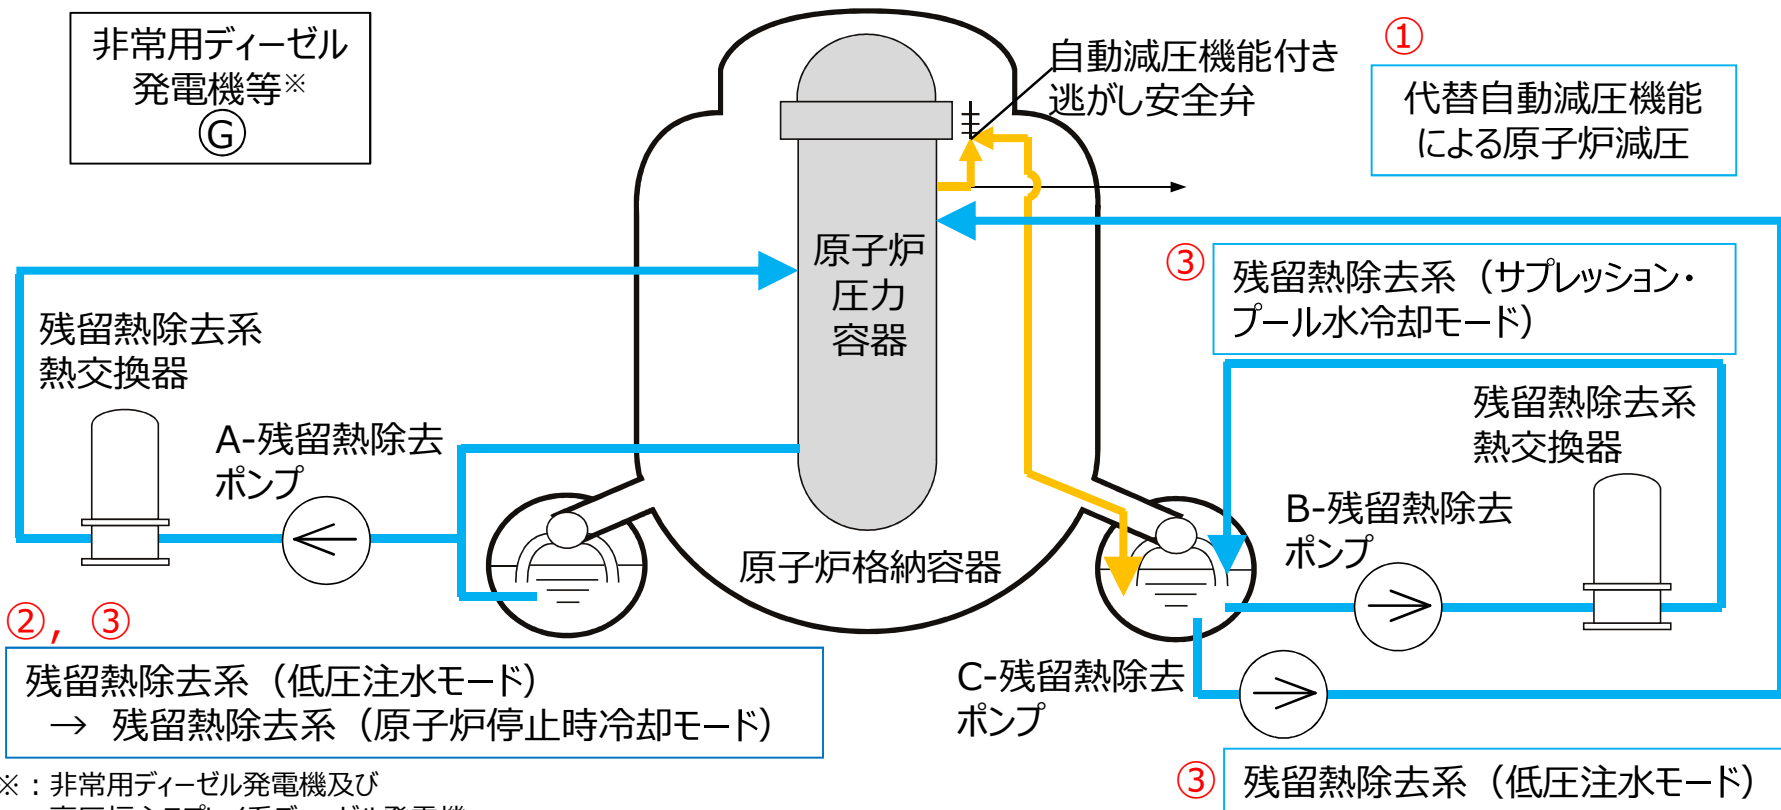 非常用ディーゼル
発電機等※
G
自動減圧機能付き
逃がし安全弁
①
代替自動減圧機能
による原子炉減圧
原子炉
圧力
容器
③
残留熱除去系（サプレッション・
プール水冷却モード）
残留熱除去系
熱交換器
A-残留熱除去
ポンプ
残留熱除去系
熱交換器
B-残留熱除去
ポンプ
原子炉格納容器
②，③
残留熱除去系（低圧注水モード）
→ 残留熱除去系（原子炉停止時冷却モード）
C-残留熱除去
ポンプ
③
残留熱除去系（低圧注水モード）
※：非常用ディーゼル発電機及び